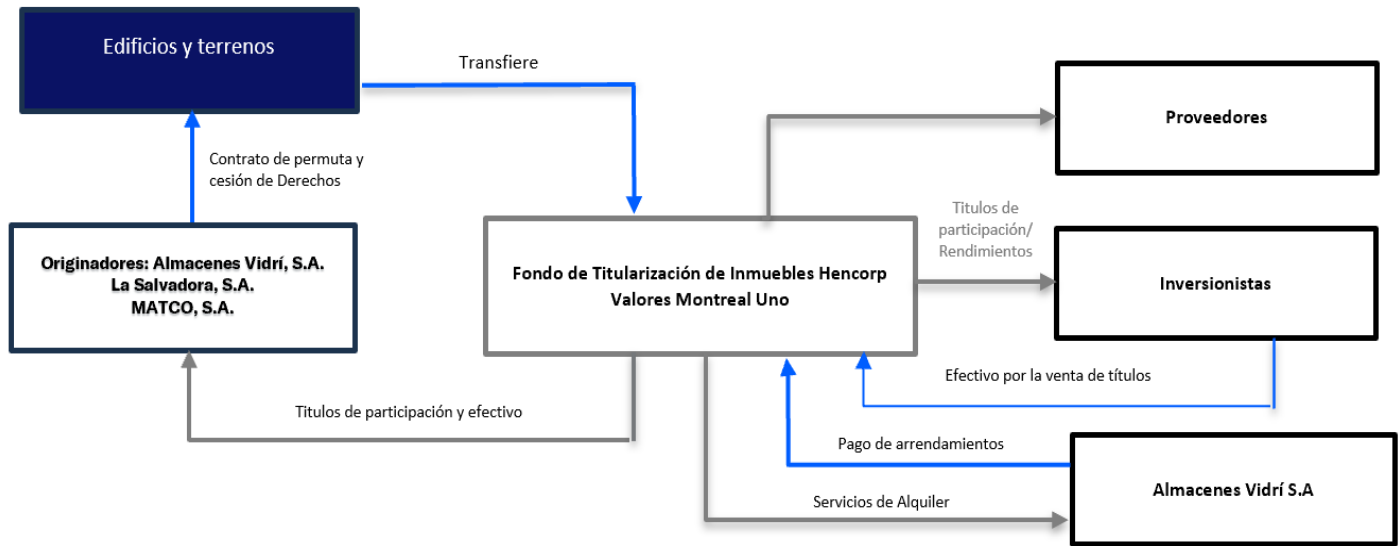 Edificios y terrenos
Transfiere
Proveedores
Contrato de permuta y
cesión de Derechos
Originadores: Almacenes Vidrí, S.A.
La Salvadora, S.A.
MATCO, S.A.
Fondo de Titularización de Inmuebles Hencorp
Valores Montreal Uno
Titulos de
participación/
Rendimientos
Inversionistas
Efectivo por la venta de títulos
Titulos de participación y efectivo
Pago de arrendamientos
Servicios de Alquiler
Almacenes Vidrí S.A